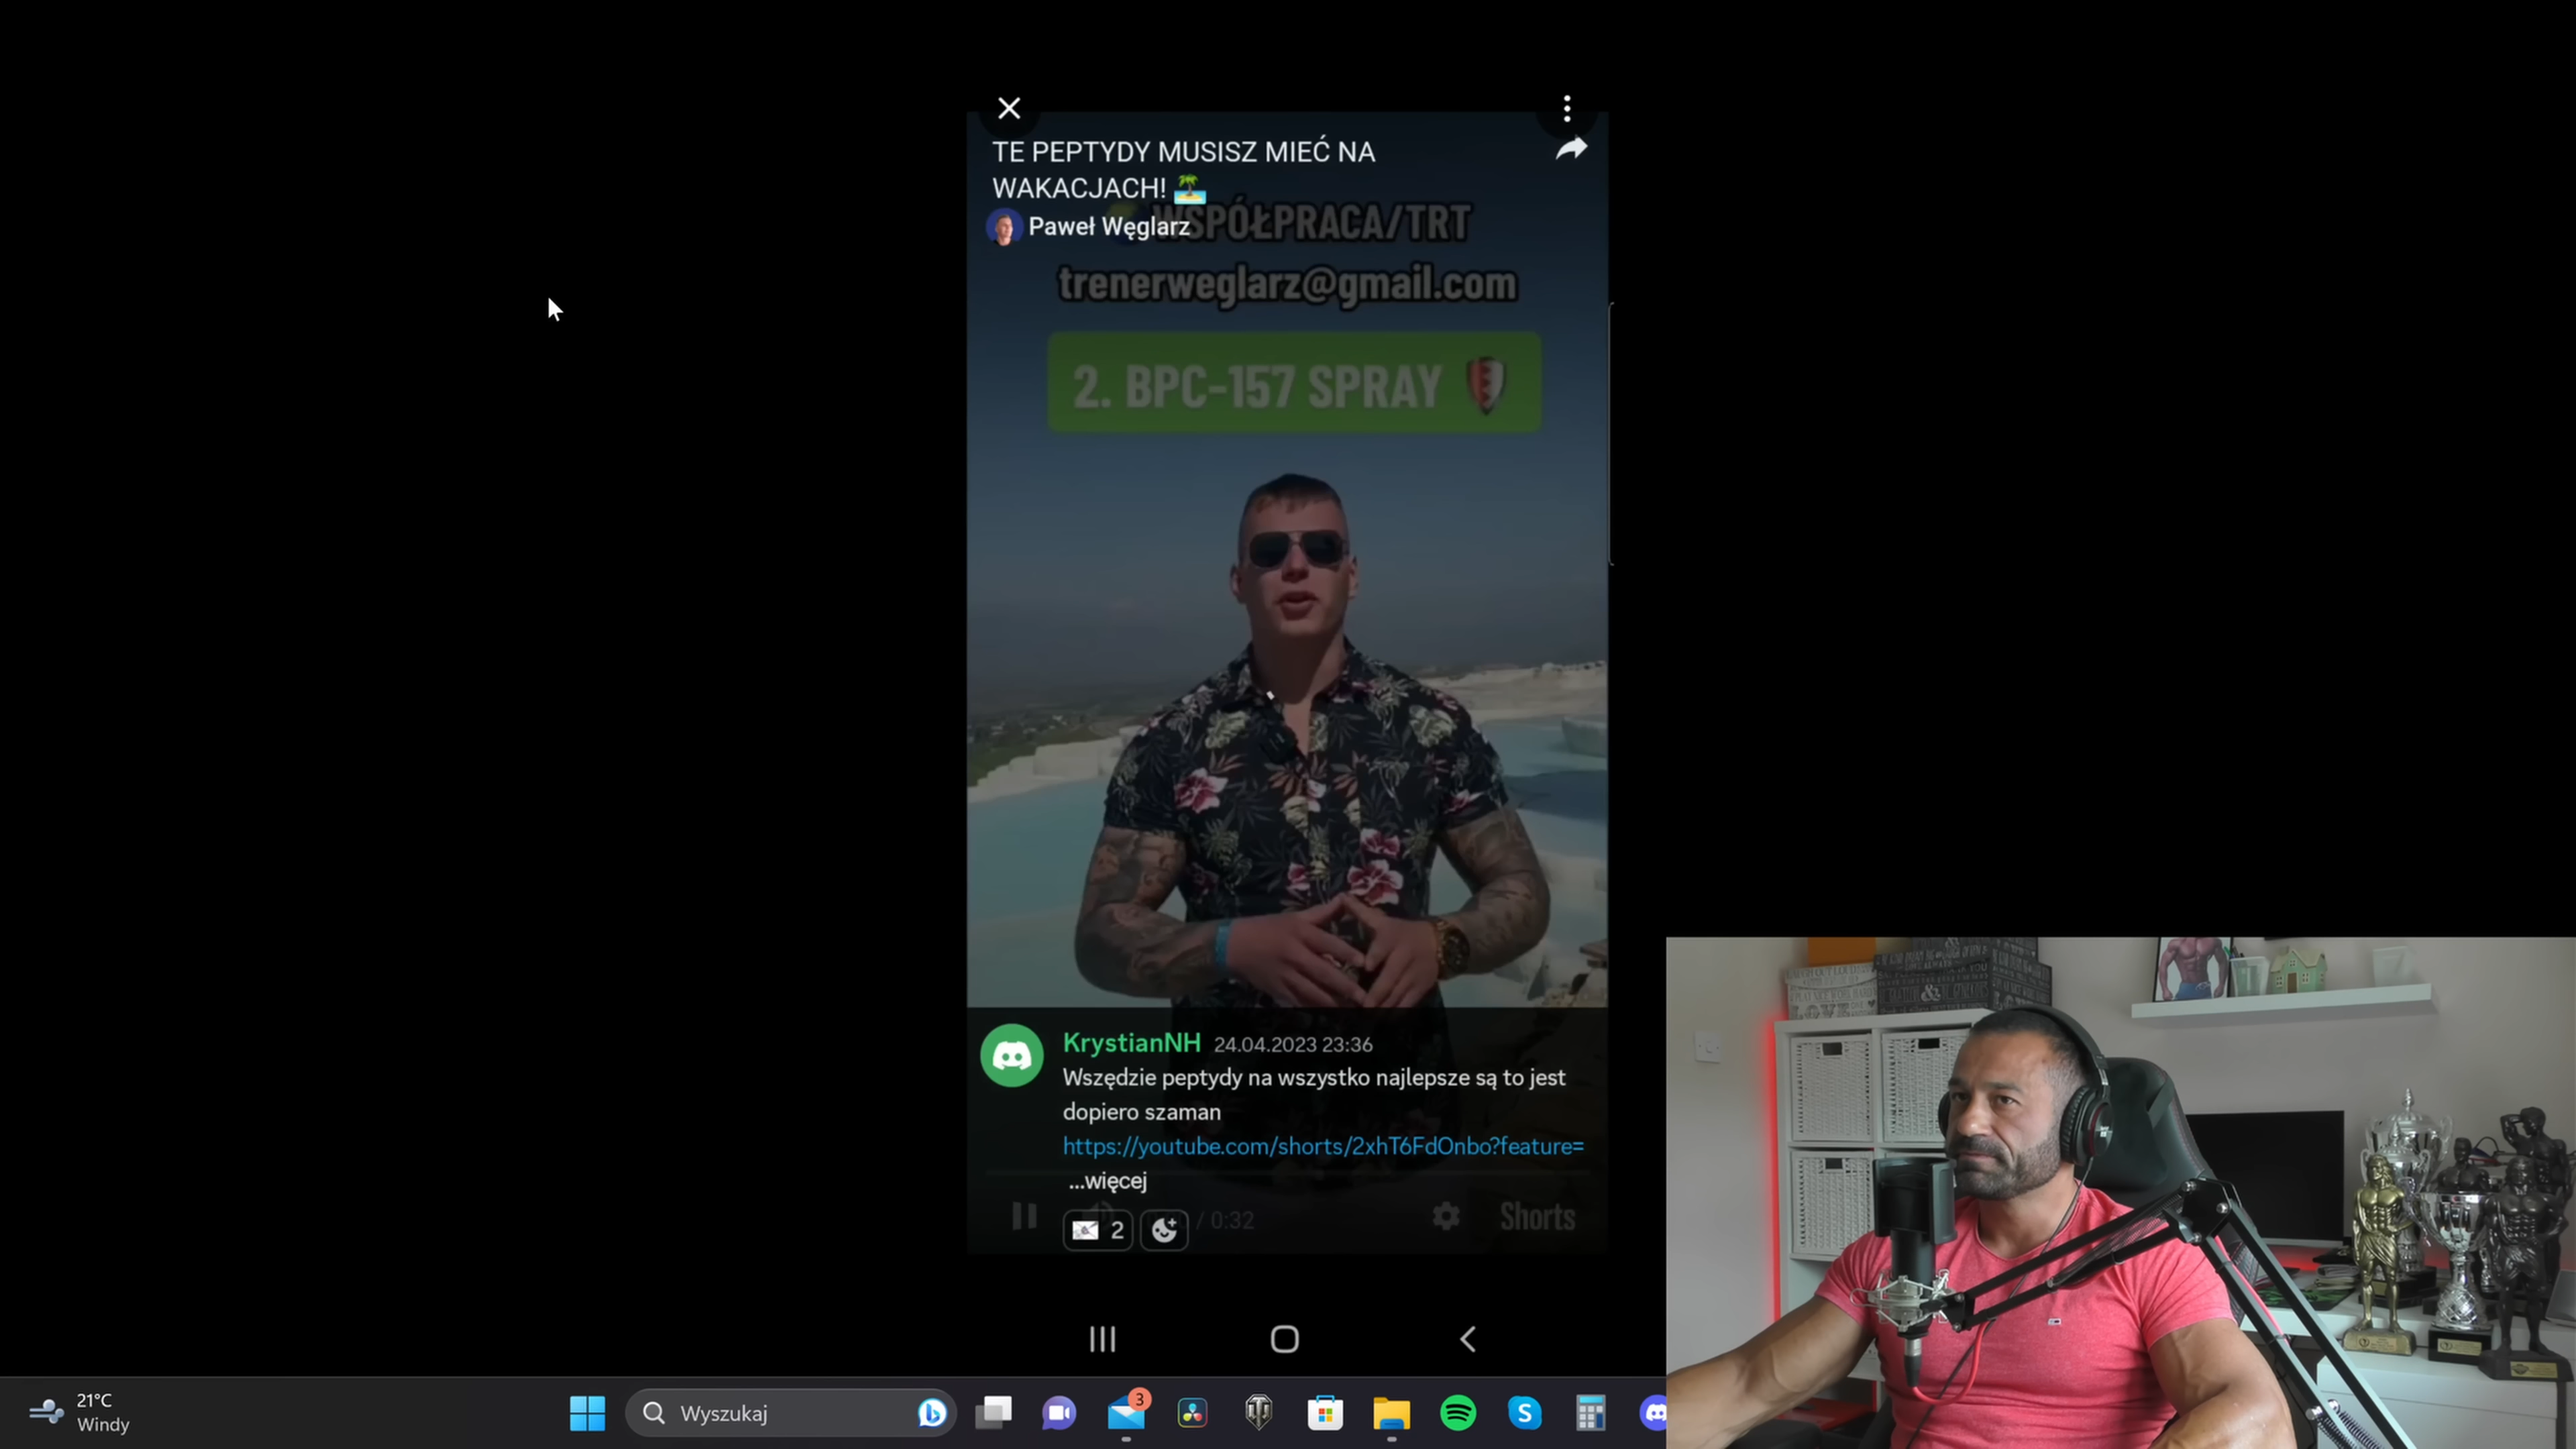 TE PEPTYDY MUSISZ MIEĆ NA
WAKACJACH! 🏝️
Paweł Węglarz
WSPÓŁPRACA/TRT
trenerweglarz@gmail.com
2. BPC-157 SPRAY
KrystianNH 24.04.2023 23:36
Wszędzie peptydy na wszystko najlepsze są to jest
dopiero szaman
https://youtube.com/shorts/2xhT6FdOnbo?feature=
...więcej
2
/ 0:32
Shorts
21°C
Windy
Wyszukaj
3